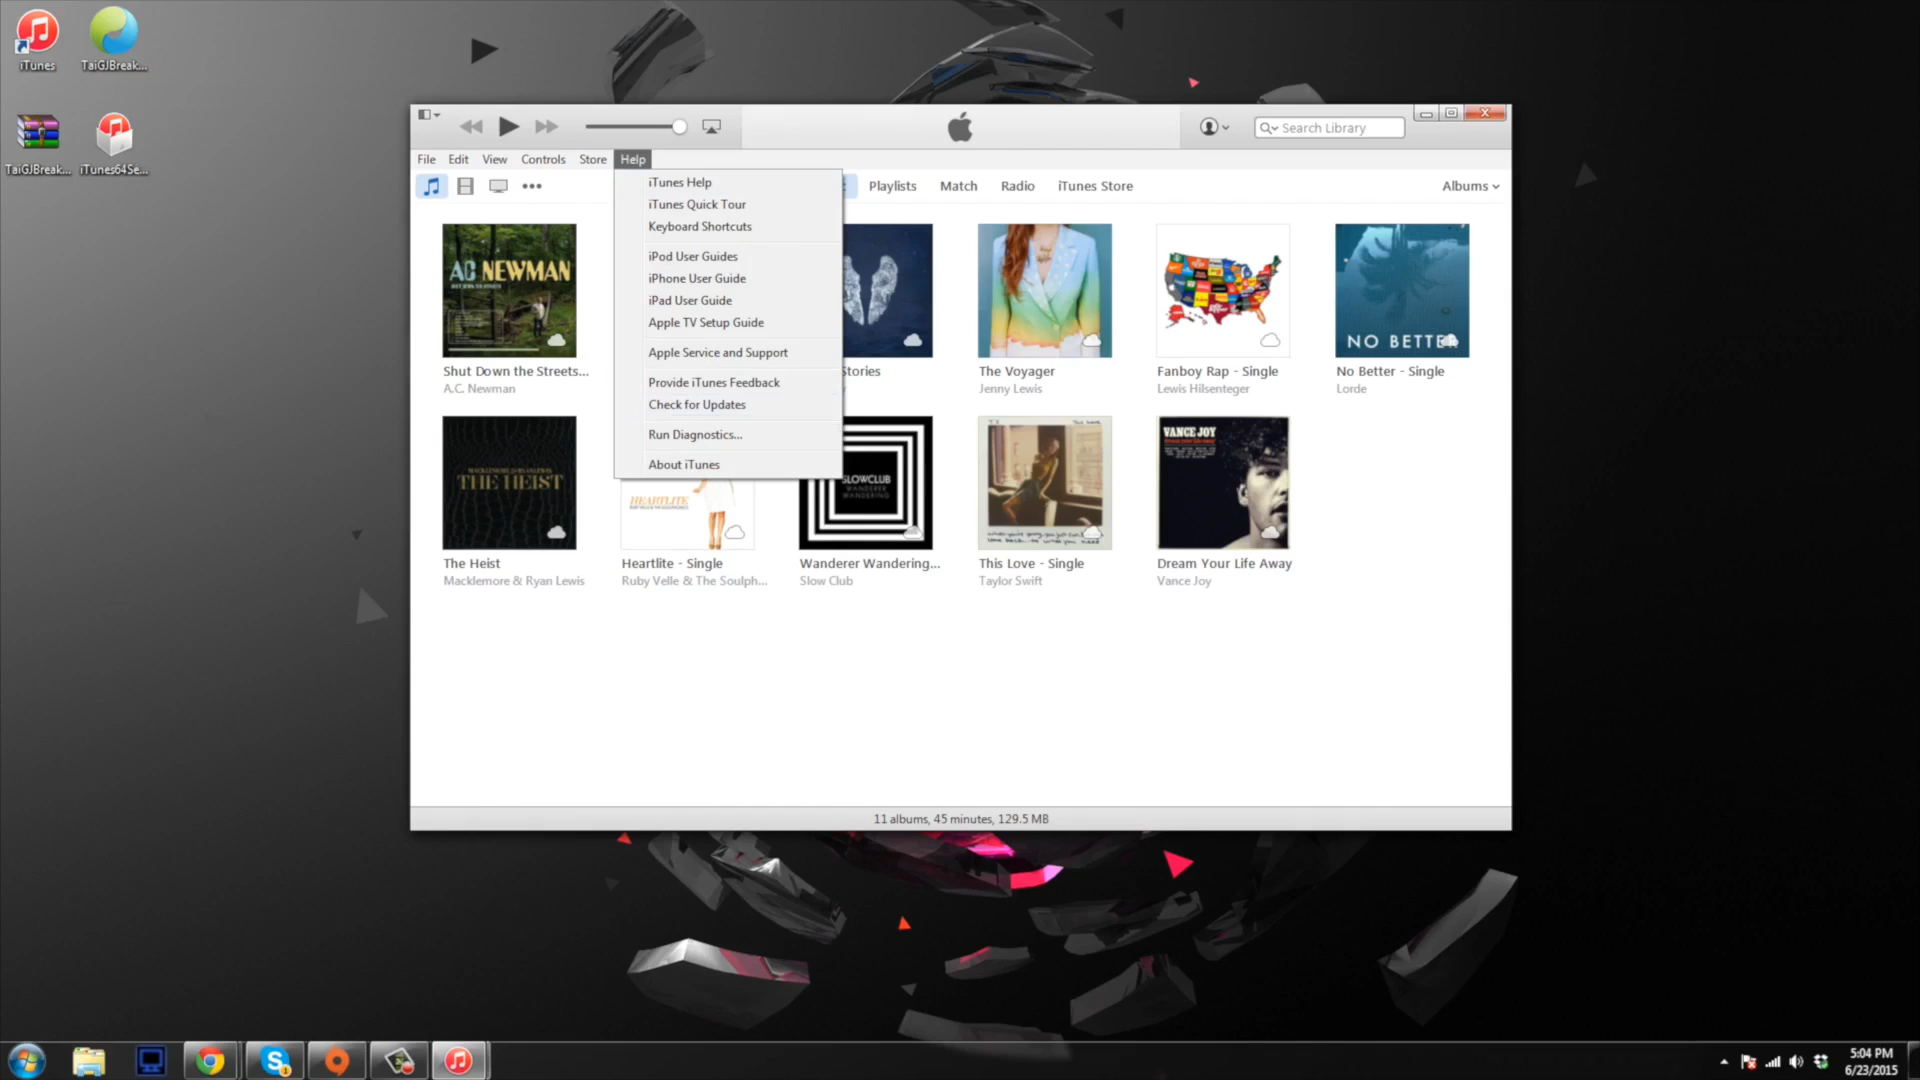 iTunes
TaiGJBreak...
TaiGJBreak...
iTunes64Se...
Search Library
File Edit View Controls Store Help
Playlists Match Radio iTunes Store Albums
iTunes Help
iTunes Quick Tour
Keyboard Shortcuts
iPod User Guides
iPhone User Guide
iPad User Guide
Apple TV Setup Guide
Apple Service and Support
Provide iTunes Feedback
Check for Updates
Run Diagnostics...
About iTunes
AC NEWMAN
NO BETTER
Shut Down the Streets...
A.C. Newman
Stories
The Voyager
Jenny Lewis
Fanboy Rap - Single
Lewis Hilsenteger
No Better - Single
Lorde
MACKLEMORE & RYAN LEWIS
THE HEIST
HEARTLITE
SLOWCLUB
WANDERER
WANDERING
VANCE JOY
The Heist
Macklemore & Ryan Lewis
Heartlite - Single
Ruby Velle & The Soulph...
Wanderer Wandering...
Slow Club
This Love - Single
Taylor Swift
Dream Your Life Away
Vance Joy
11 albums, 45 minutes, 129.5 MB
5:04 PM
6/23/2015